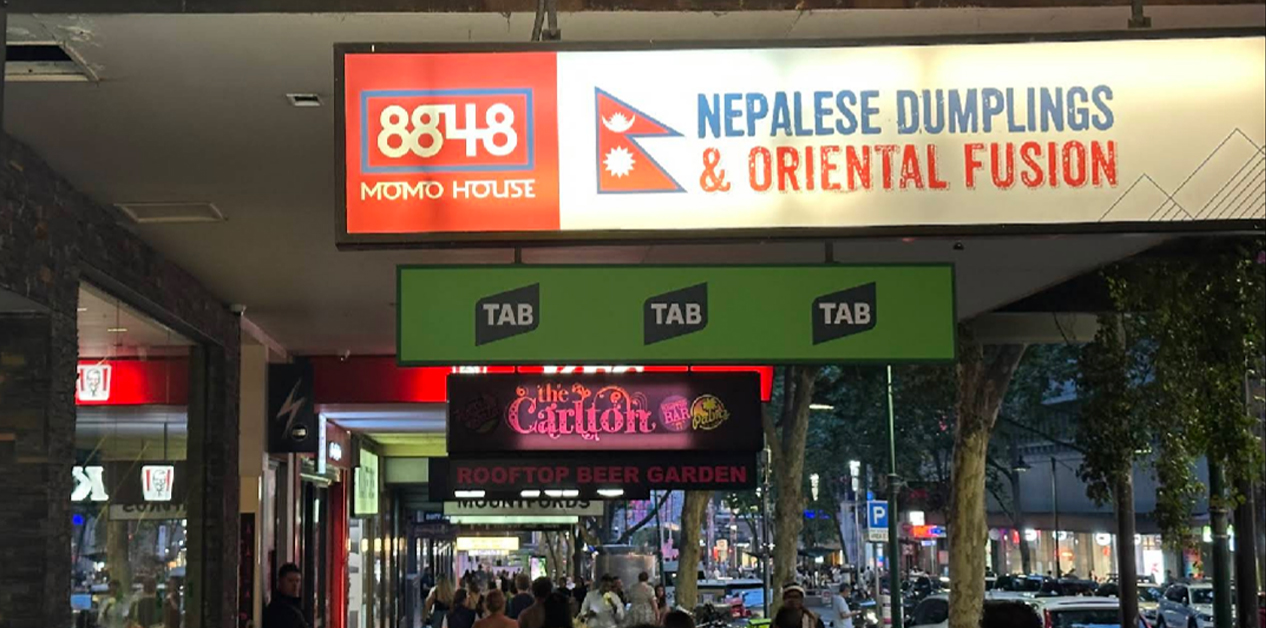 8848
MOMO HOUSE
NEPALESE DUMPLINGS
& ORIENTAL FUSION
TAB TAB TAB
the
Carlton
BAR
ROOFTOP BEER GARDEN
MOUNTFORDS
P